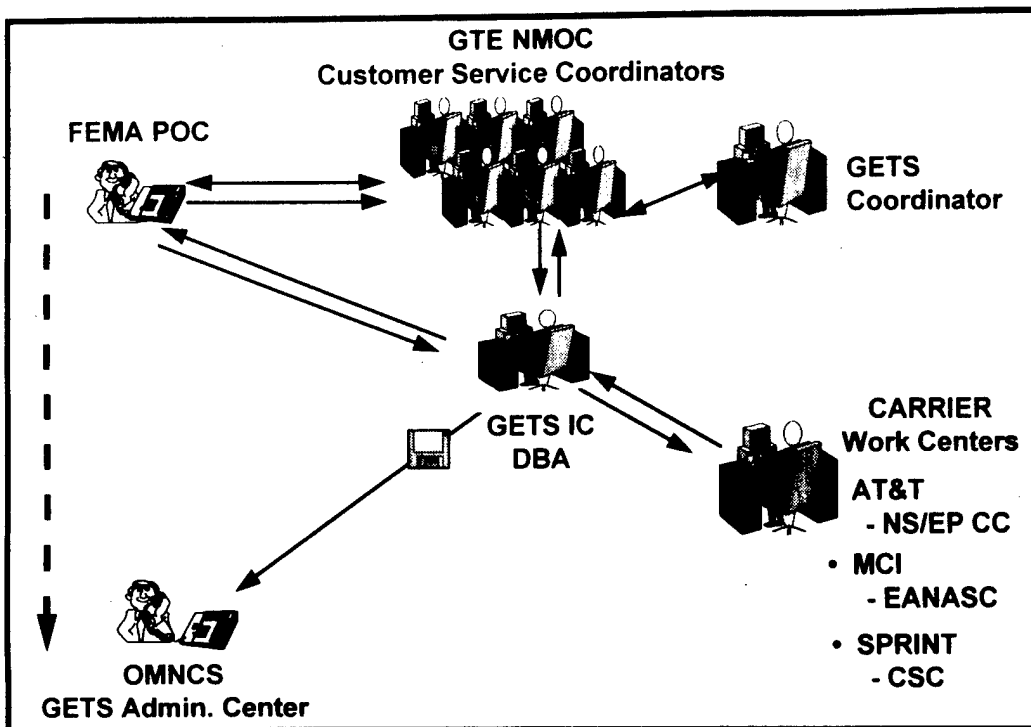 GTE NMOC
Customer Service Coordinators
FEMA POC
GETS
Coordinator
GETS IC
DBA
CARRIER
Work Centers
AT&T
- NS/EP CC
• MCI
- EANASC
• SPRINT
- CSC
OMNCS
GETS Admin. Center